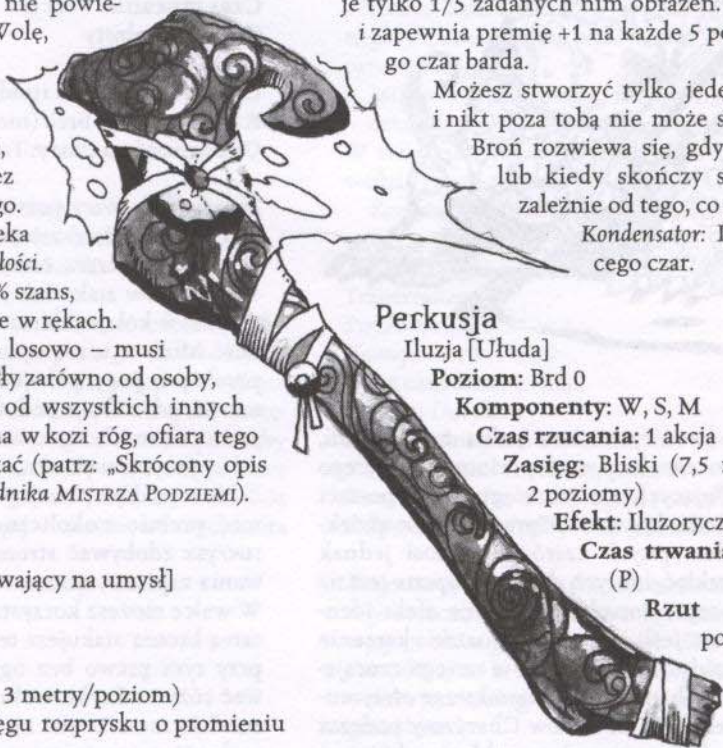 nie powie-
Wolę,
ez
go.
eka
łości.
% szans,
e w rękach.
losowo – musi
ły zarówno od osoby,
od wszystkich innych
na w kozi róg, ofiara tego
kać (patrz: „Skrócony opis
dnika MISTRZA PODZIEMI).
wający na umysł]
3 metry/poziom)
ęgu rozprysku o promieniu
je tylko 1/5 zadanych nim obrażeń.
i zapewnia premię +1 na każde 5 po
go czar barda.
Możesz stworzyć tylko jede
i nikt poza tobą nie może s
Broń rozwiewa się, gdy
lub kiedy skończy s
zależnie od tego, co
Kondensator:
cego czar.
Perkusja
Iluzja [Ułuda]
Poziom: Brd 0
Komponenty: W, S, M
Czas rzucania: 1 akcja
Zasięg: Bliski (7,5
2 poziomy)
Efekt: Iluzorycz
Czas trwania
(P)
Rzut
po